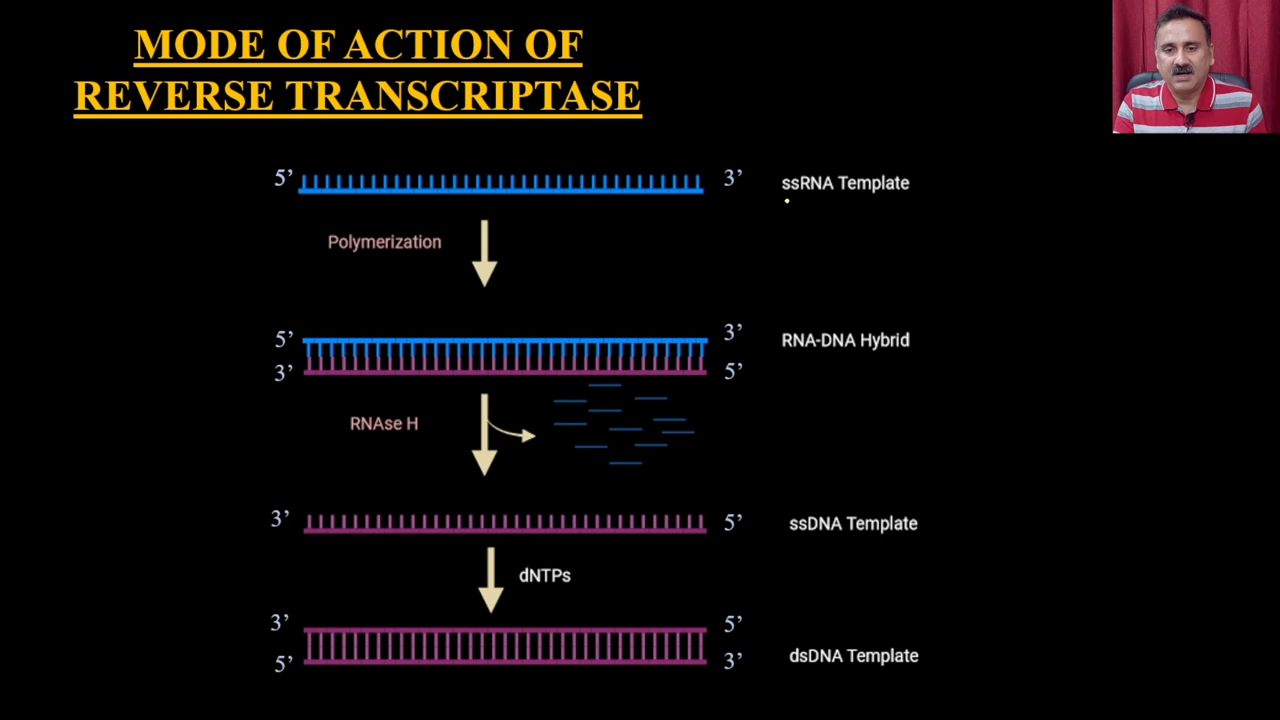 MODE OF ACTION OF
REVERSE TRANSCRIPTASE
5’ 3’ ssRNA Template
Polymerization
5’ 3’ RNA-DNA Hybrid
3’ 5’
RNAse H
3’ 5’ ssDNA Template
dNTPs
3’ 5’
5’ 3’ dsDNA Template